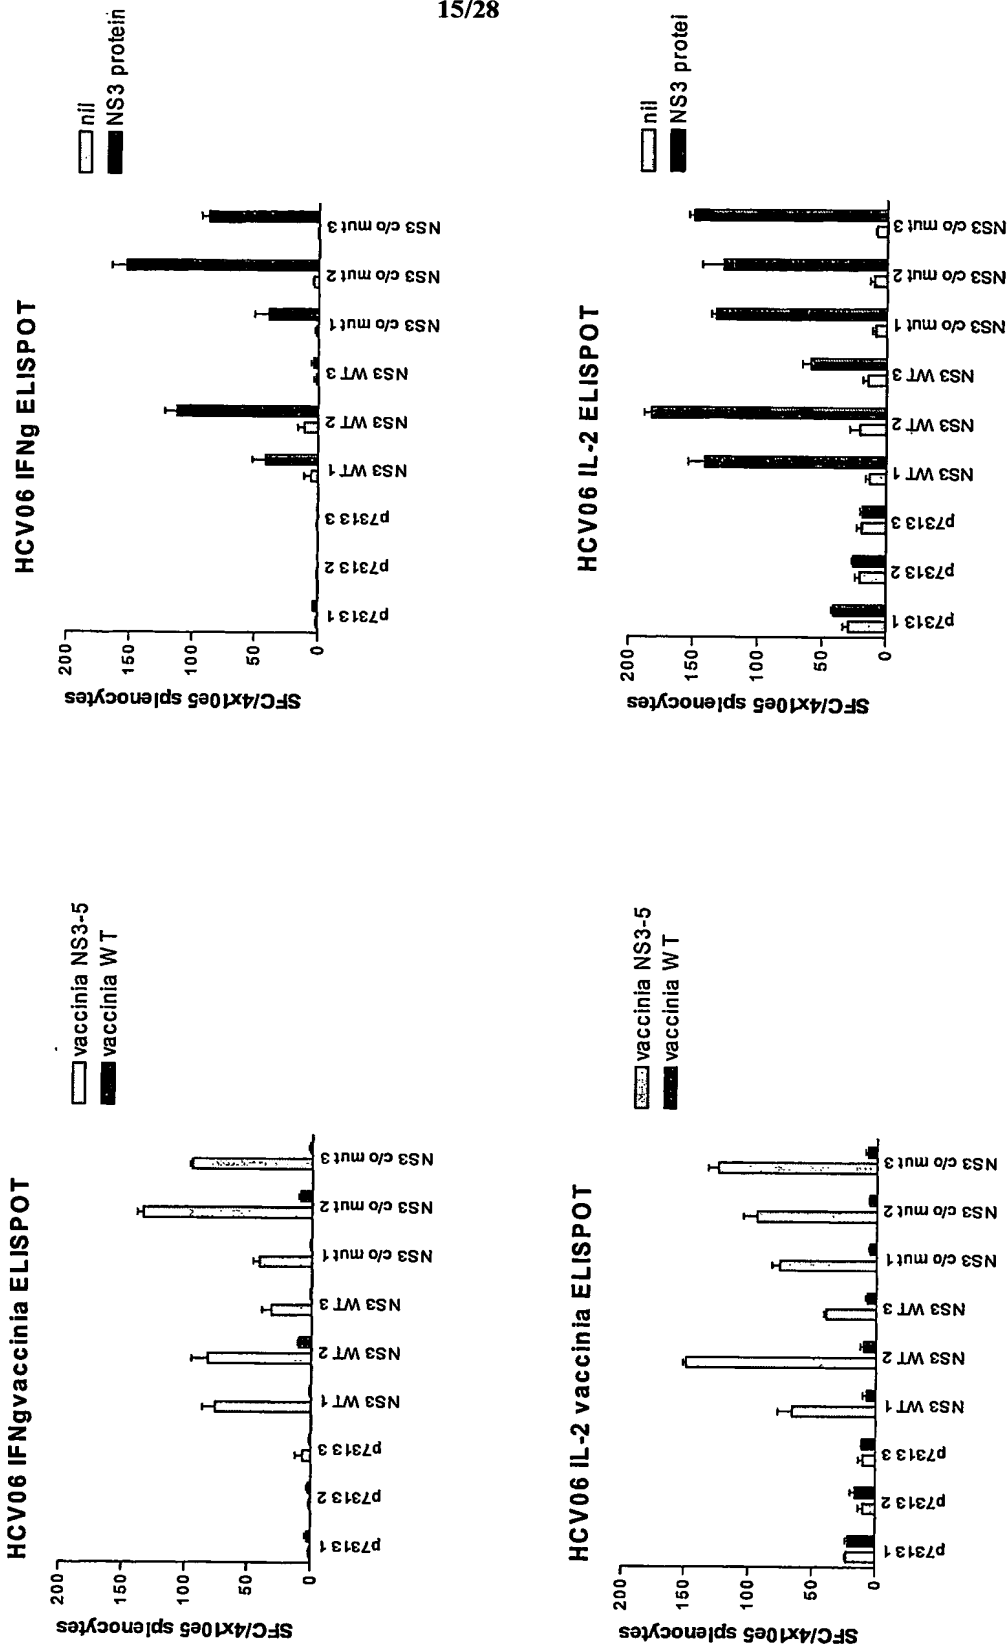 15/28
HCV06 IFNgvaccinia ELISPOT
vaccinia NS3-5
vaccinia WT
SFC/4x10e5 splenocytes
200
150
100
50
0
p7313 1
p7313 2
p7313 3
NS3 WT 1
NS3 WT 2
NS3 WT 3
NS3 c/o mut 1
NS3 c/o mut 2
NS3 c/o mut 3
HCV06 IFNg ELISPOT
nil
NS3 protein
SFC/4x10e5 splenocytes
200
150
100
50
0
p7313 1
p7313 2
p7313 3
NS3 WT 1
NS3 WT 2
NS3 WT 3
NS3 c/o mut 1
NS3 c/o mut 2
NS3 c/o mut 3
HCV06 IL-2 vaccinia ELISPOT
vaccinia NS3-5
vaccinia WT
SFC/4x10e5 splenocytes
200
150
100
50
0
p7313 1
p7313 2
p7313 3
NS3 WT 1
NS3 WT 2
NS3 WT 3
NS3 c/o mut 1
NS3 c/o mut 2
NS3 c/o mut 3
HCV06 IL-2 ELISPOT
nil
NS3 protei
SFC/4x10e5 splenocytes
200
150
100
50
0
p7313 1
p7313 2
p7313 3
NS3 WT 1
NS3 WT 2
NS3 WT 3
NS3 c/o mut 1
NS3 c/o mut 2
NS3 c/o mut 3